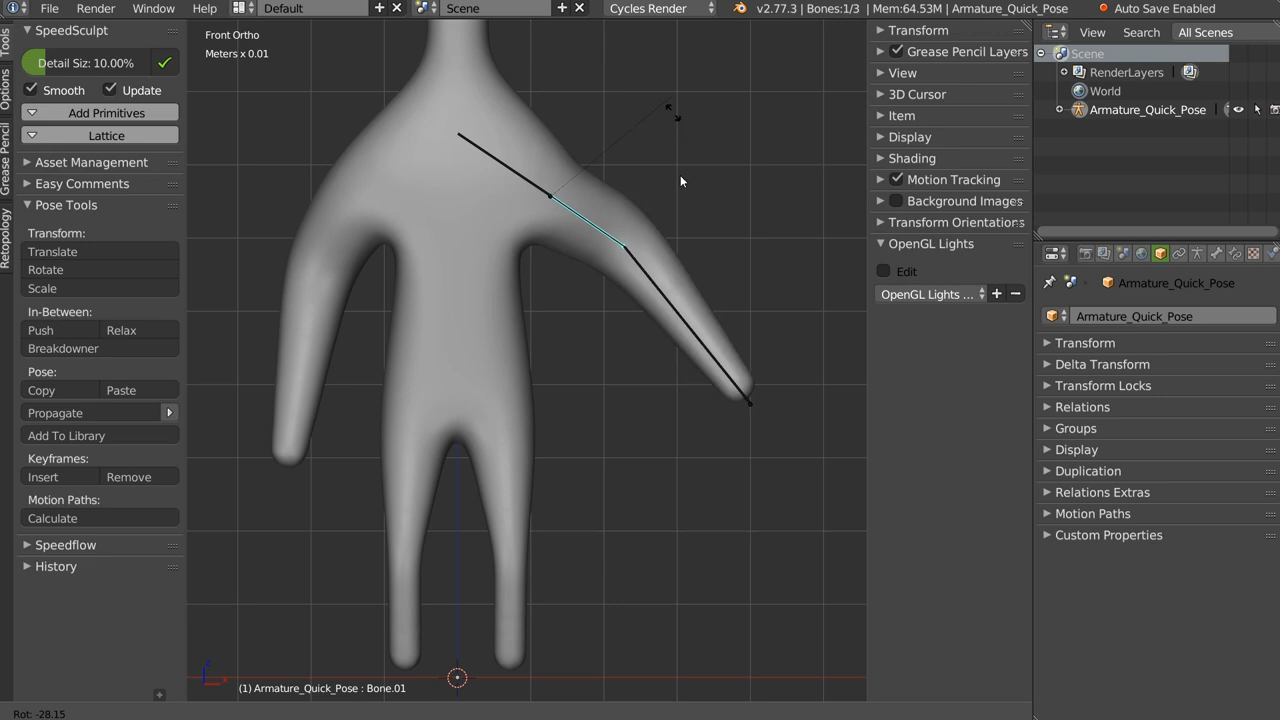 File Render Window Help Default Scene Cycles Render v2.77.3 | Bones:1/3 | Mem:64.53M | Armature_Quick_Pose Auto Save Enabled
Tools
Options
Grease Pencil
Retopology
SpeedSculpt
Detail Siz: 10.00%
Smooth Update
Add Primitives
Lattice
Asset Management
Easy Comments
Pose Tools
Transform:
Translate
Rotate
Scale
In-Between:
Push Relax
Breakdowner
Pose:
Copy Paste
Propagate
Add To Library
Keyframes:
Insert Remove
Motion Paths:
Calculate
Speedflow
History
Front Ortho
Meters x 0.01
(1) Armature_Quick_Pose : Bone.01
Rot: -28.15
Transform
Grease Pencil Layers
View
3D Cursor
Item
Display
Shading
Motion Tracking
Background Images
Transform Orientations
OpenGL Lights
Edit
OpenGL Lights ...
View Search All Scenes
Scene
RenderLayers
World
Armature_Quick_Pose
Armature_Quick_Pose
Armature_Quick_Pose
Transform
Delta Transform
Transform Locks
Relations
Groups
Display
Duplication
Relations Extras
Motion Paths
Custom Properties